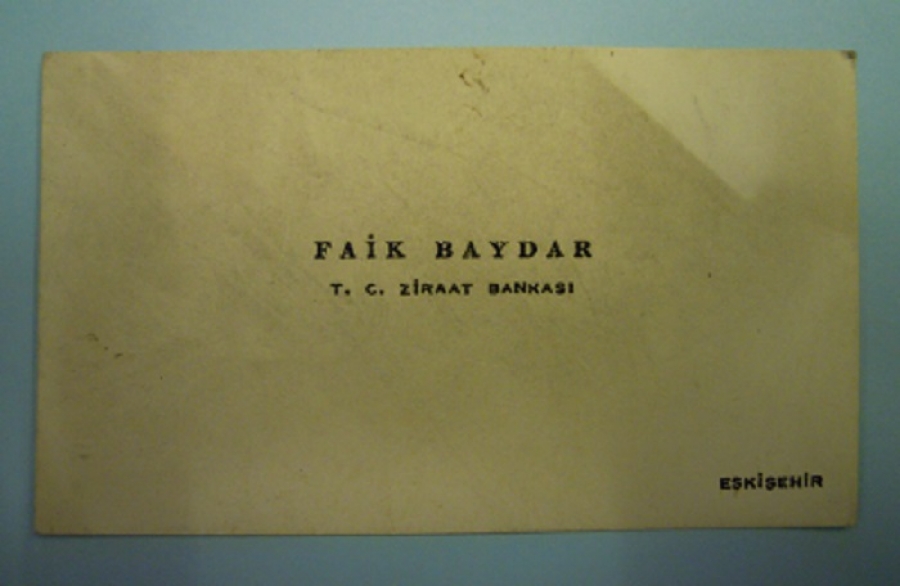 FAİK BAYDAR
T. C. ZİRAAT BANKASI
ESKİŞEHİR